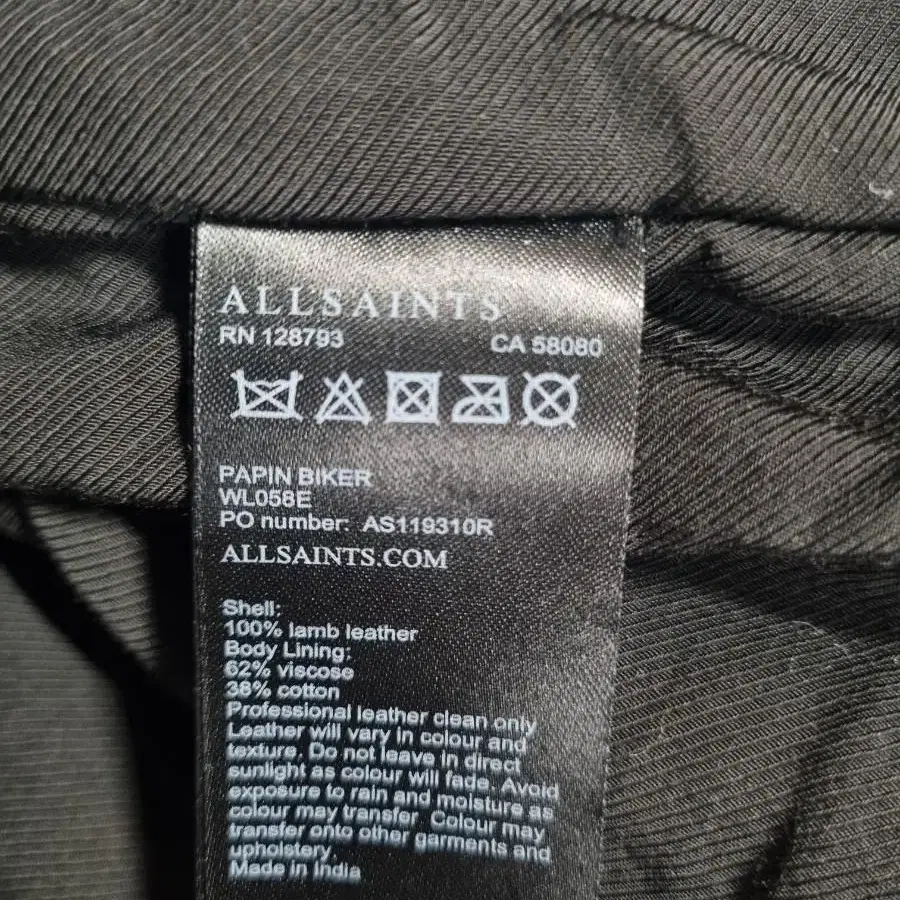 ALLSAINTS
RN 128793 CA 58080
PAPIN BIKER
WL058E
PO number: AS119310R
ALLSAINTS.COM
Shell:
100% lamb leather
Body Lining:
62% viscose
38% cotton
Professional leather clean only
Leather will vary in colour and
texture. Do not leave in direct
sunlight as colour will fade. Avoid
exposure to rain and moisture as
colour may transfer. Colour may
transfer onto other garments and
upholstery.
Made in India